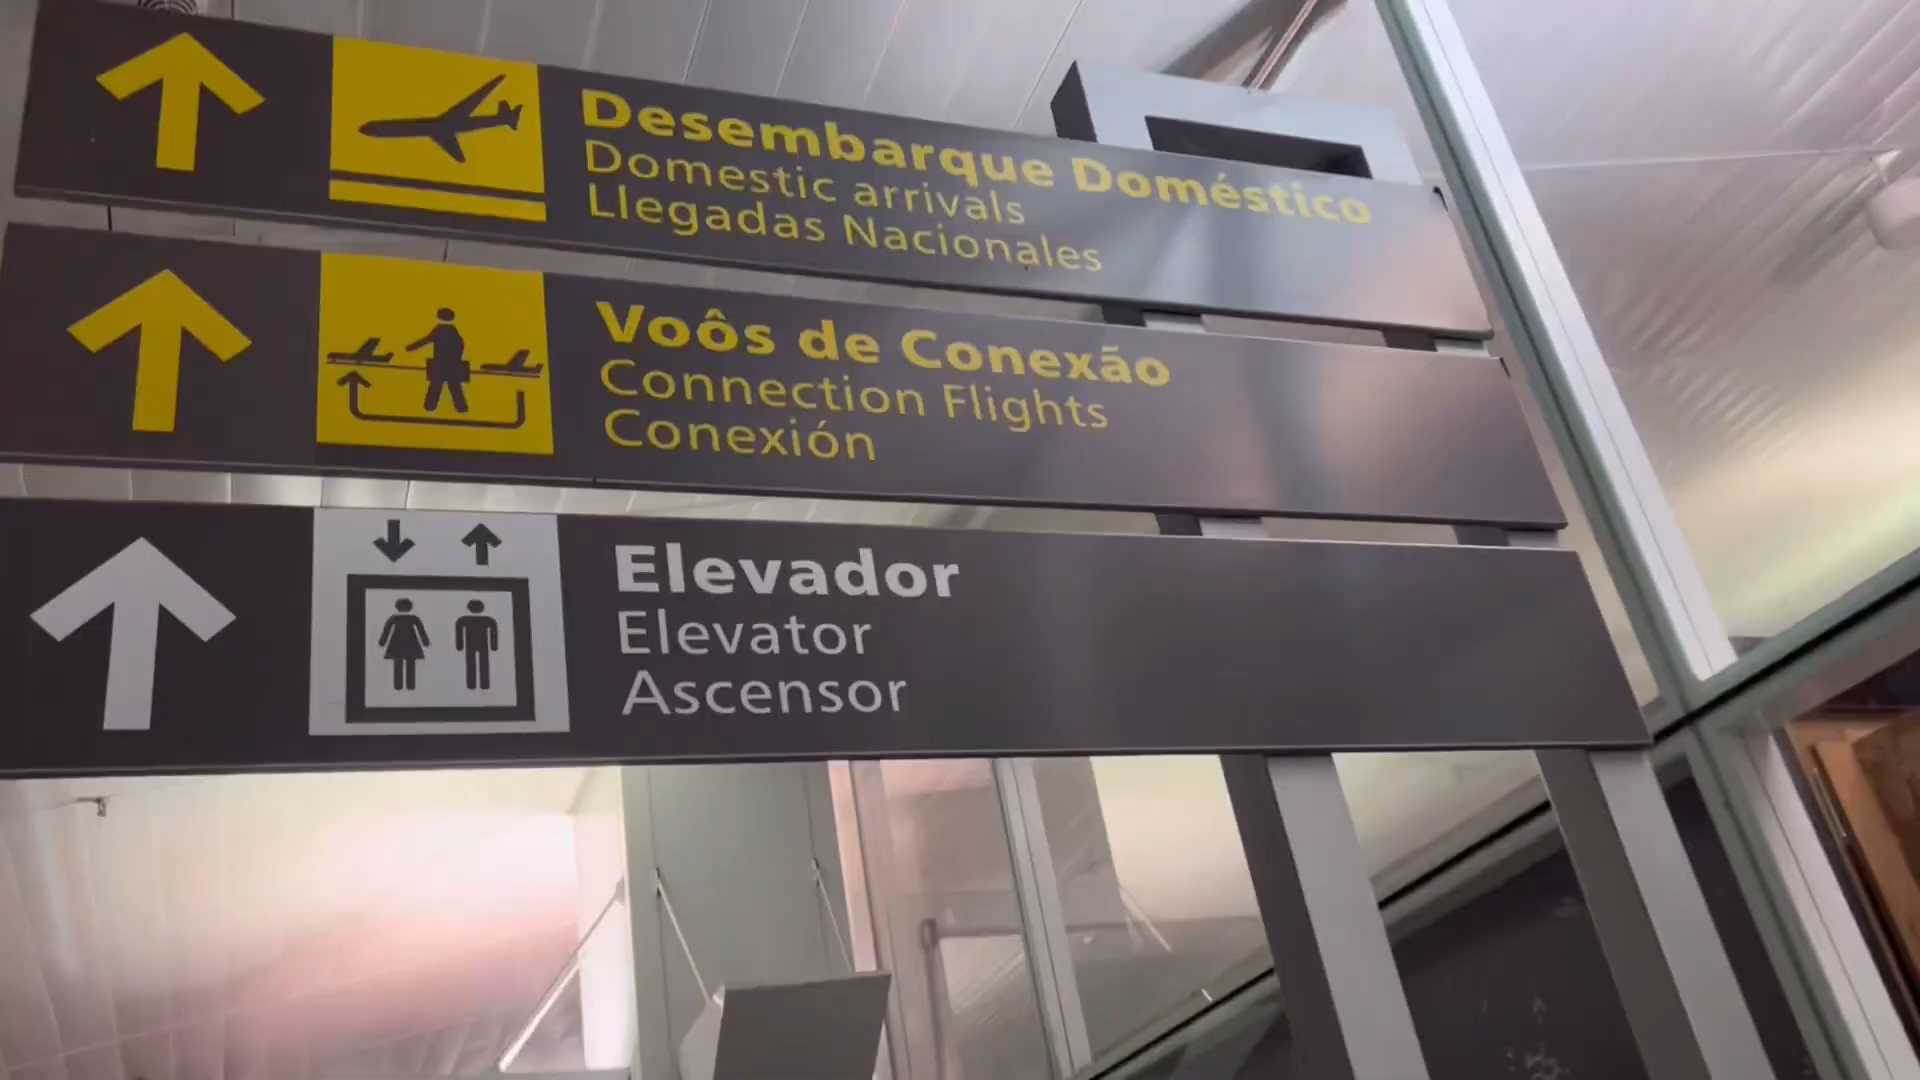 Desembarque Doméstico
Domestic arrivals
Llegadas Nacionales
Voôs de Conexão
Connection Flights
Conexión
Elevador
Elevator
Ascensor